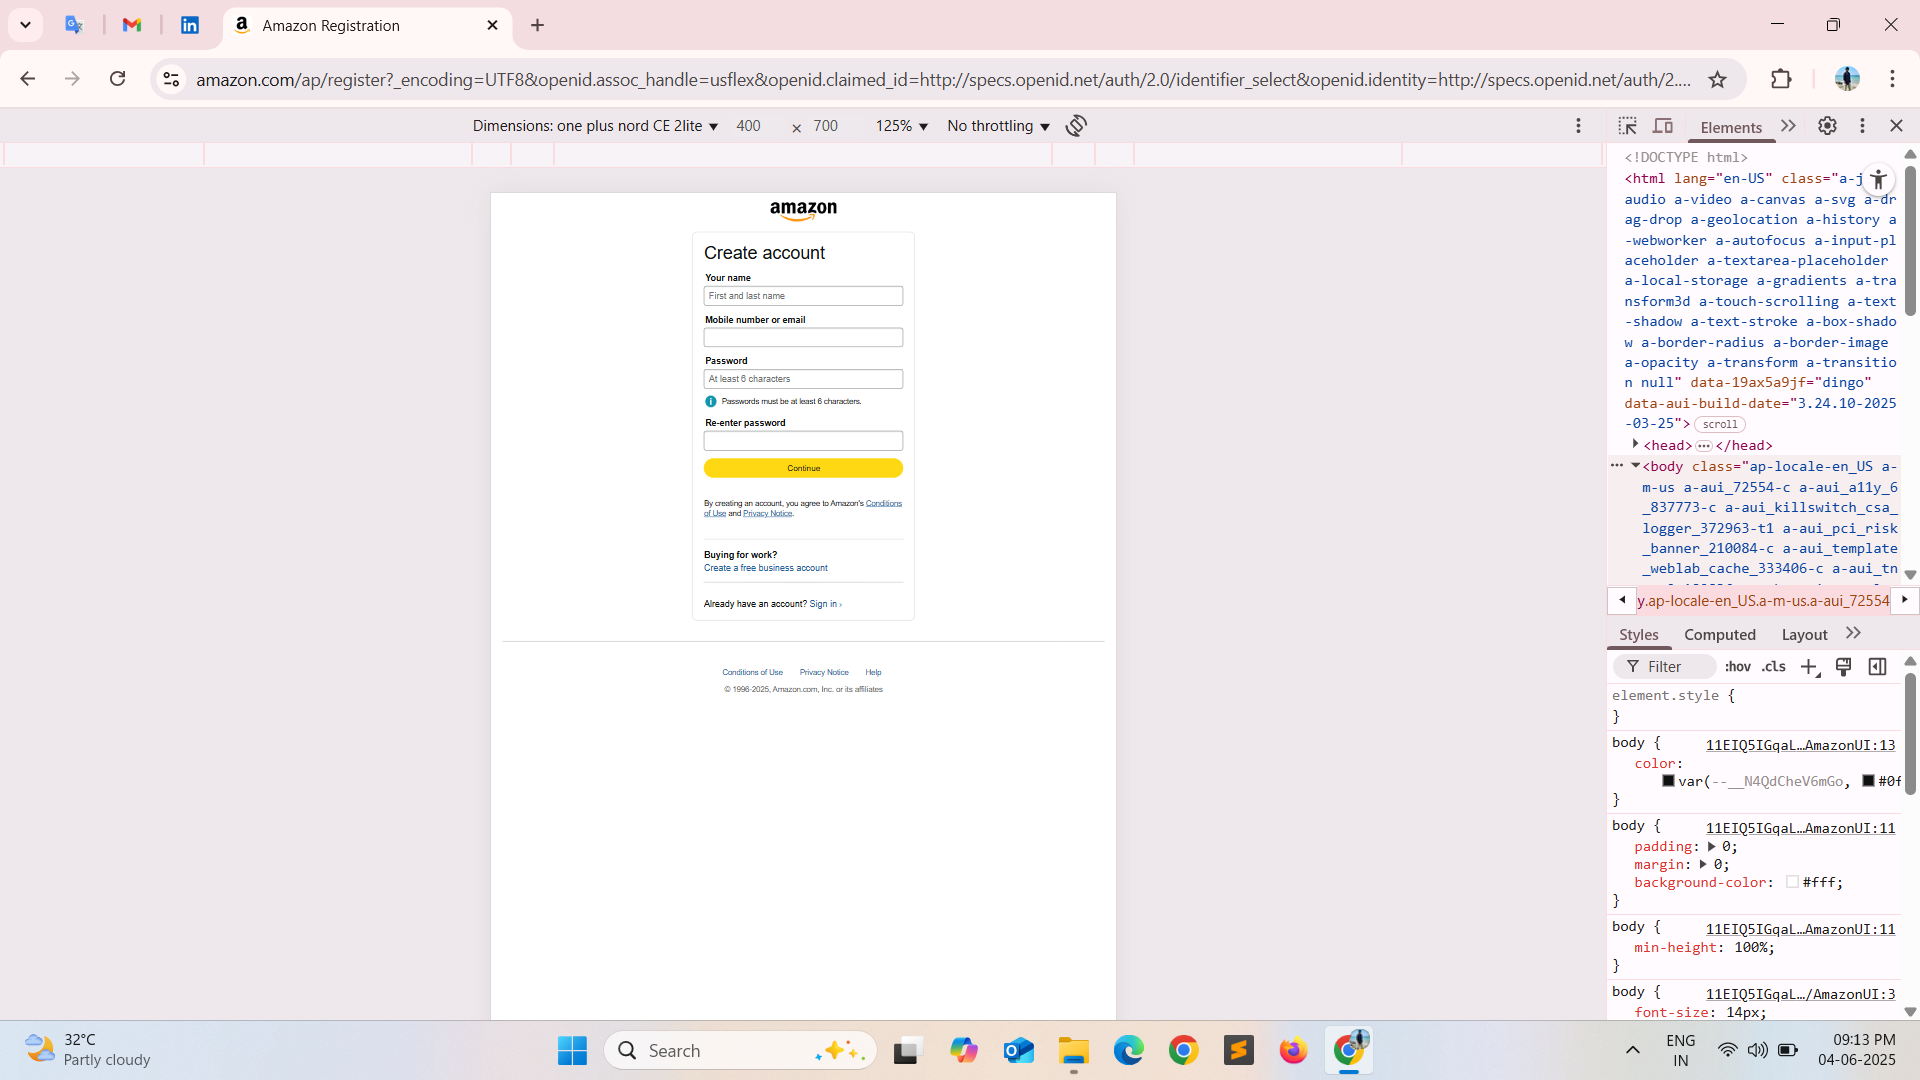 Amazon Registration
amazon.com/ap/register?_encoding=UTF8&openid.assoc_handle=usflex&openid.claimed_id=http://specs.openid.net/auth/2.0/identifier_select&openid.identity=http://specs.openid.net/auth/2....
Dimensions: one plus nord CE 2lite 400 × 700 125% No throttling
Elements
amazon
Create account
Your name
First and last name
Mobile number or email
Password
At least 6 characters
Passwords must be at least 6 characters.
Re-enter password
Continue
By creating an account, you agree to Amazon's Conditions
of Use and Privacy Notice.
Buying for work?
Create a free business account
Already have an account? Sign in ›
Conditions of Use Privacy Notice Help
© 1996-2025, Amazon.com, Inc. or its affiliates
<!DOCTYPE html>
<html lang="en-US" class="a-j
audio a-video a-canvas a-svg a-dr
ag-drop a-geolocation a-history a
-webworker a-autofocus a-input-pl
aceholder a-textarea-placeholder
a-local-storage a-gradients a-tra
nsform3d a-touch-scrolling a-text
-shadow a-text-stroke a-box-shado
w a-border-radius a-border-image
a-opacity a-transform a-transitio
n null" data-19ax5a9jf="dingo"
data-aui-build-date="3.24.10-2025
-03-25"> scroll
<head> ••• </head>
<body class="ap-locale-en_US a-
m-us a-aui_72554-c a-aui_a11y_6
_837773-c a-aui_killswitch_csa_
logger_372963-t1 a-aui_pci_risk
_banner_210084-c a-aui_template
_weblab_cache_333406-c a-aui_tn
y.ap-locale-en_US.a-m-us.a-aui_72554
Styles Computed Layout
Filter :hov .cls
element.style {
}
body { 11EIQ5IGqaL…AmazonUI:13
color:
var(--__N4QdCheV6mGo, #0f
}
body { 11EIQ5IGqaL…AmazonUI:11
padding: 0;
margin: 0;
background-color: #fff;
}
body { 11EIQ5IGqaL…AmazonUI:11
min-height: 100%;
}
body { 11EIQ5IGqaL…/AmazonUI:3
font-size: 14px;
32°C
Partly cloudy
Search
ENG
IN
09:13 PM
04-06-2025